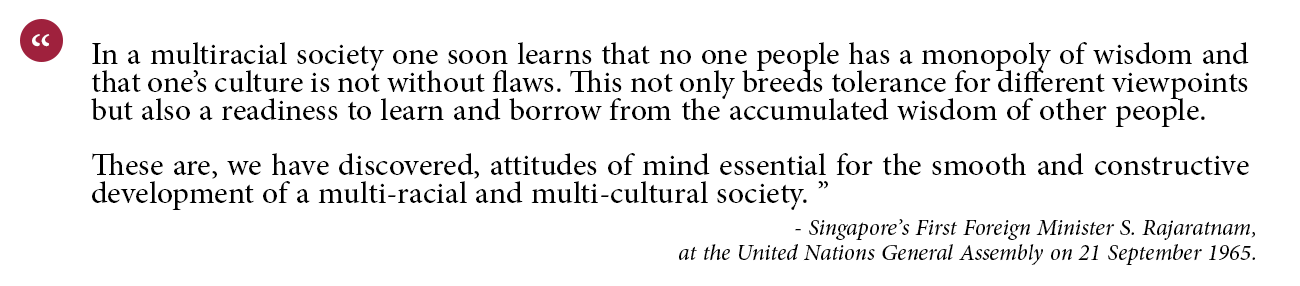 “
In a multiracial society one soon learns that no one people has a monopoly of wisdom and
that one’s culture is not without flaws. This not only breeds tolerance for different viewpoints
but also a readiness to learn and borrow from the accumulated wisdom of other people.
These are, we have discovered, attitudes of mind essential for the smooth and constructive
development of a multi-racial and multi-cultural society. ”
- Singapore’s First Foreign Minister S. Rajaratnam,
at the United Nations General Assembly on 21 September 1965.